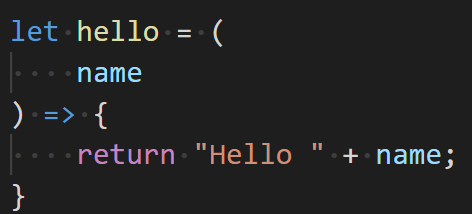 let hello = (
    name
) => {
    return "Hello " + name;
}